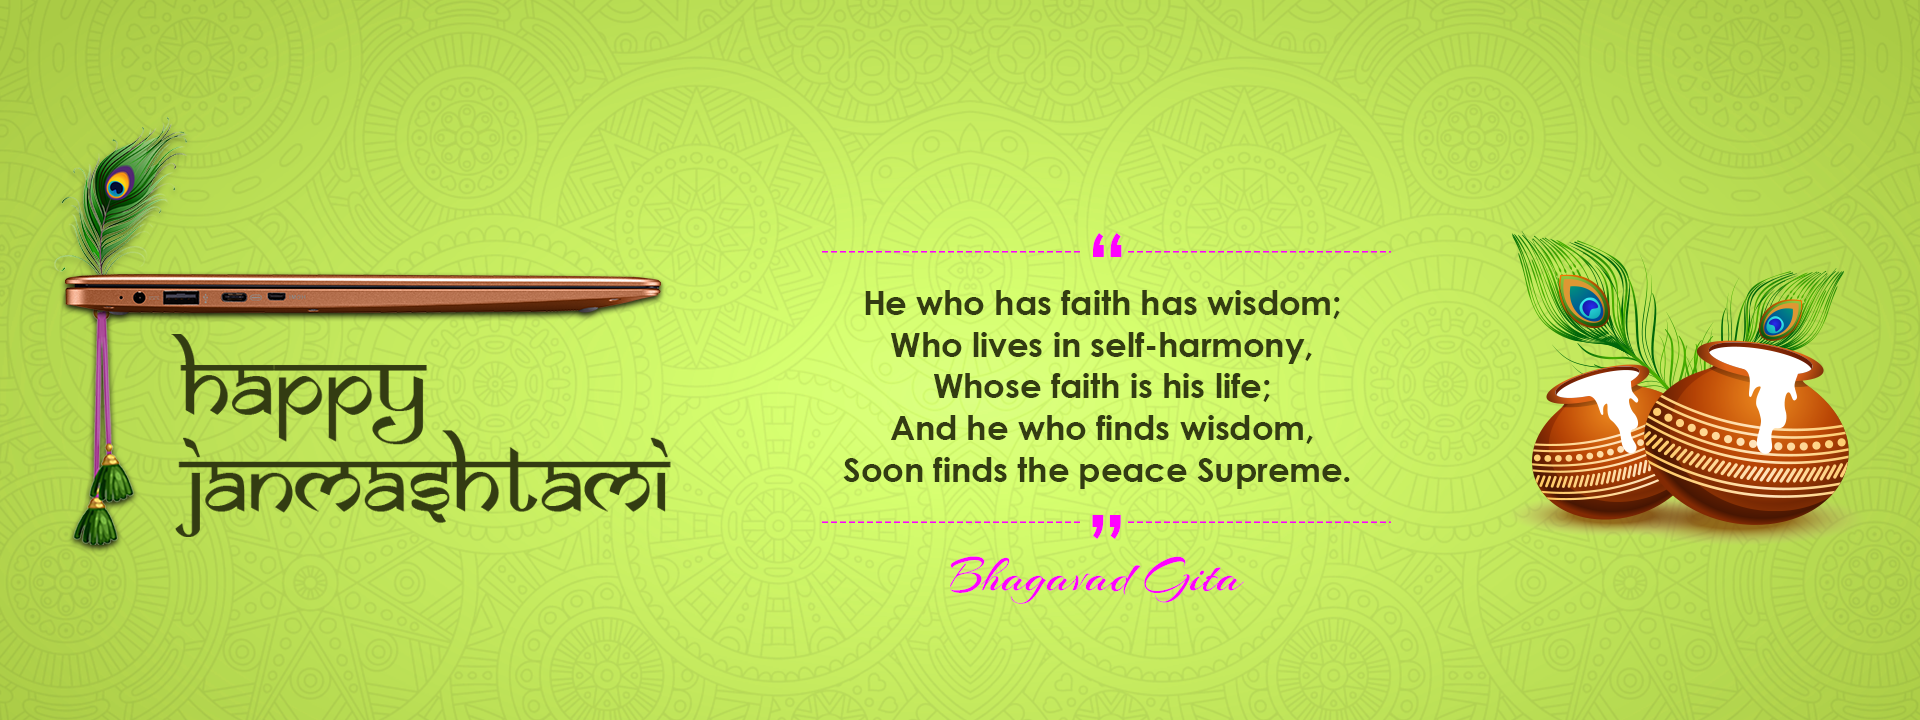 happy
janmashtami
“
He who has faith has wisdom;
Who lives in self-harmony,
Whose faith is his life;
And he who finds wisdom,
Soon finds the peace Supreme.
”
Bhagavad Gita